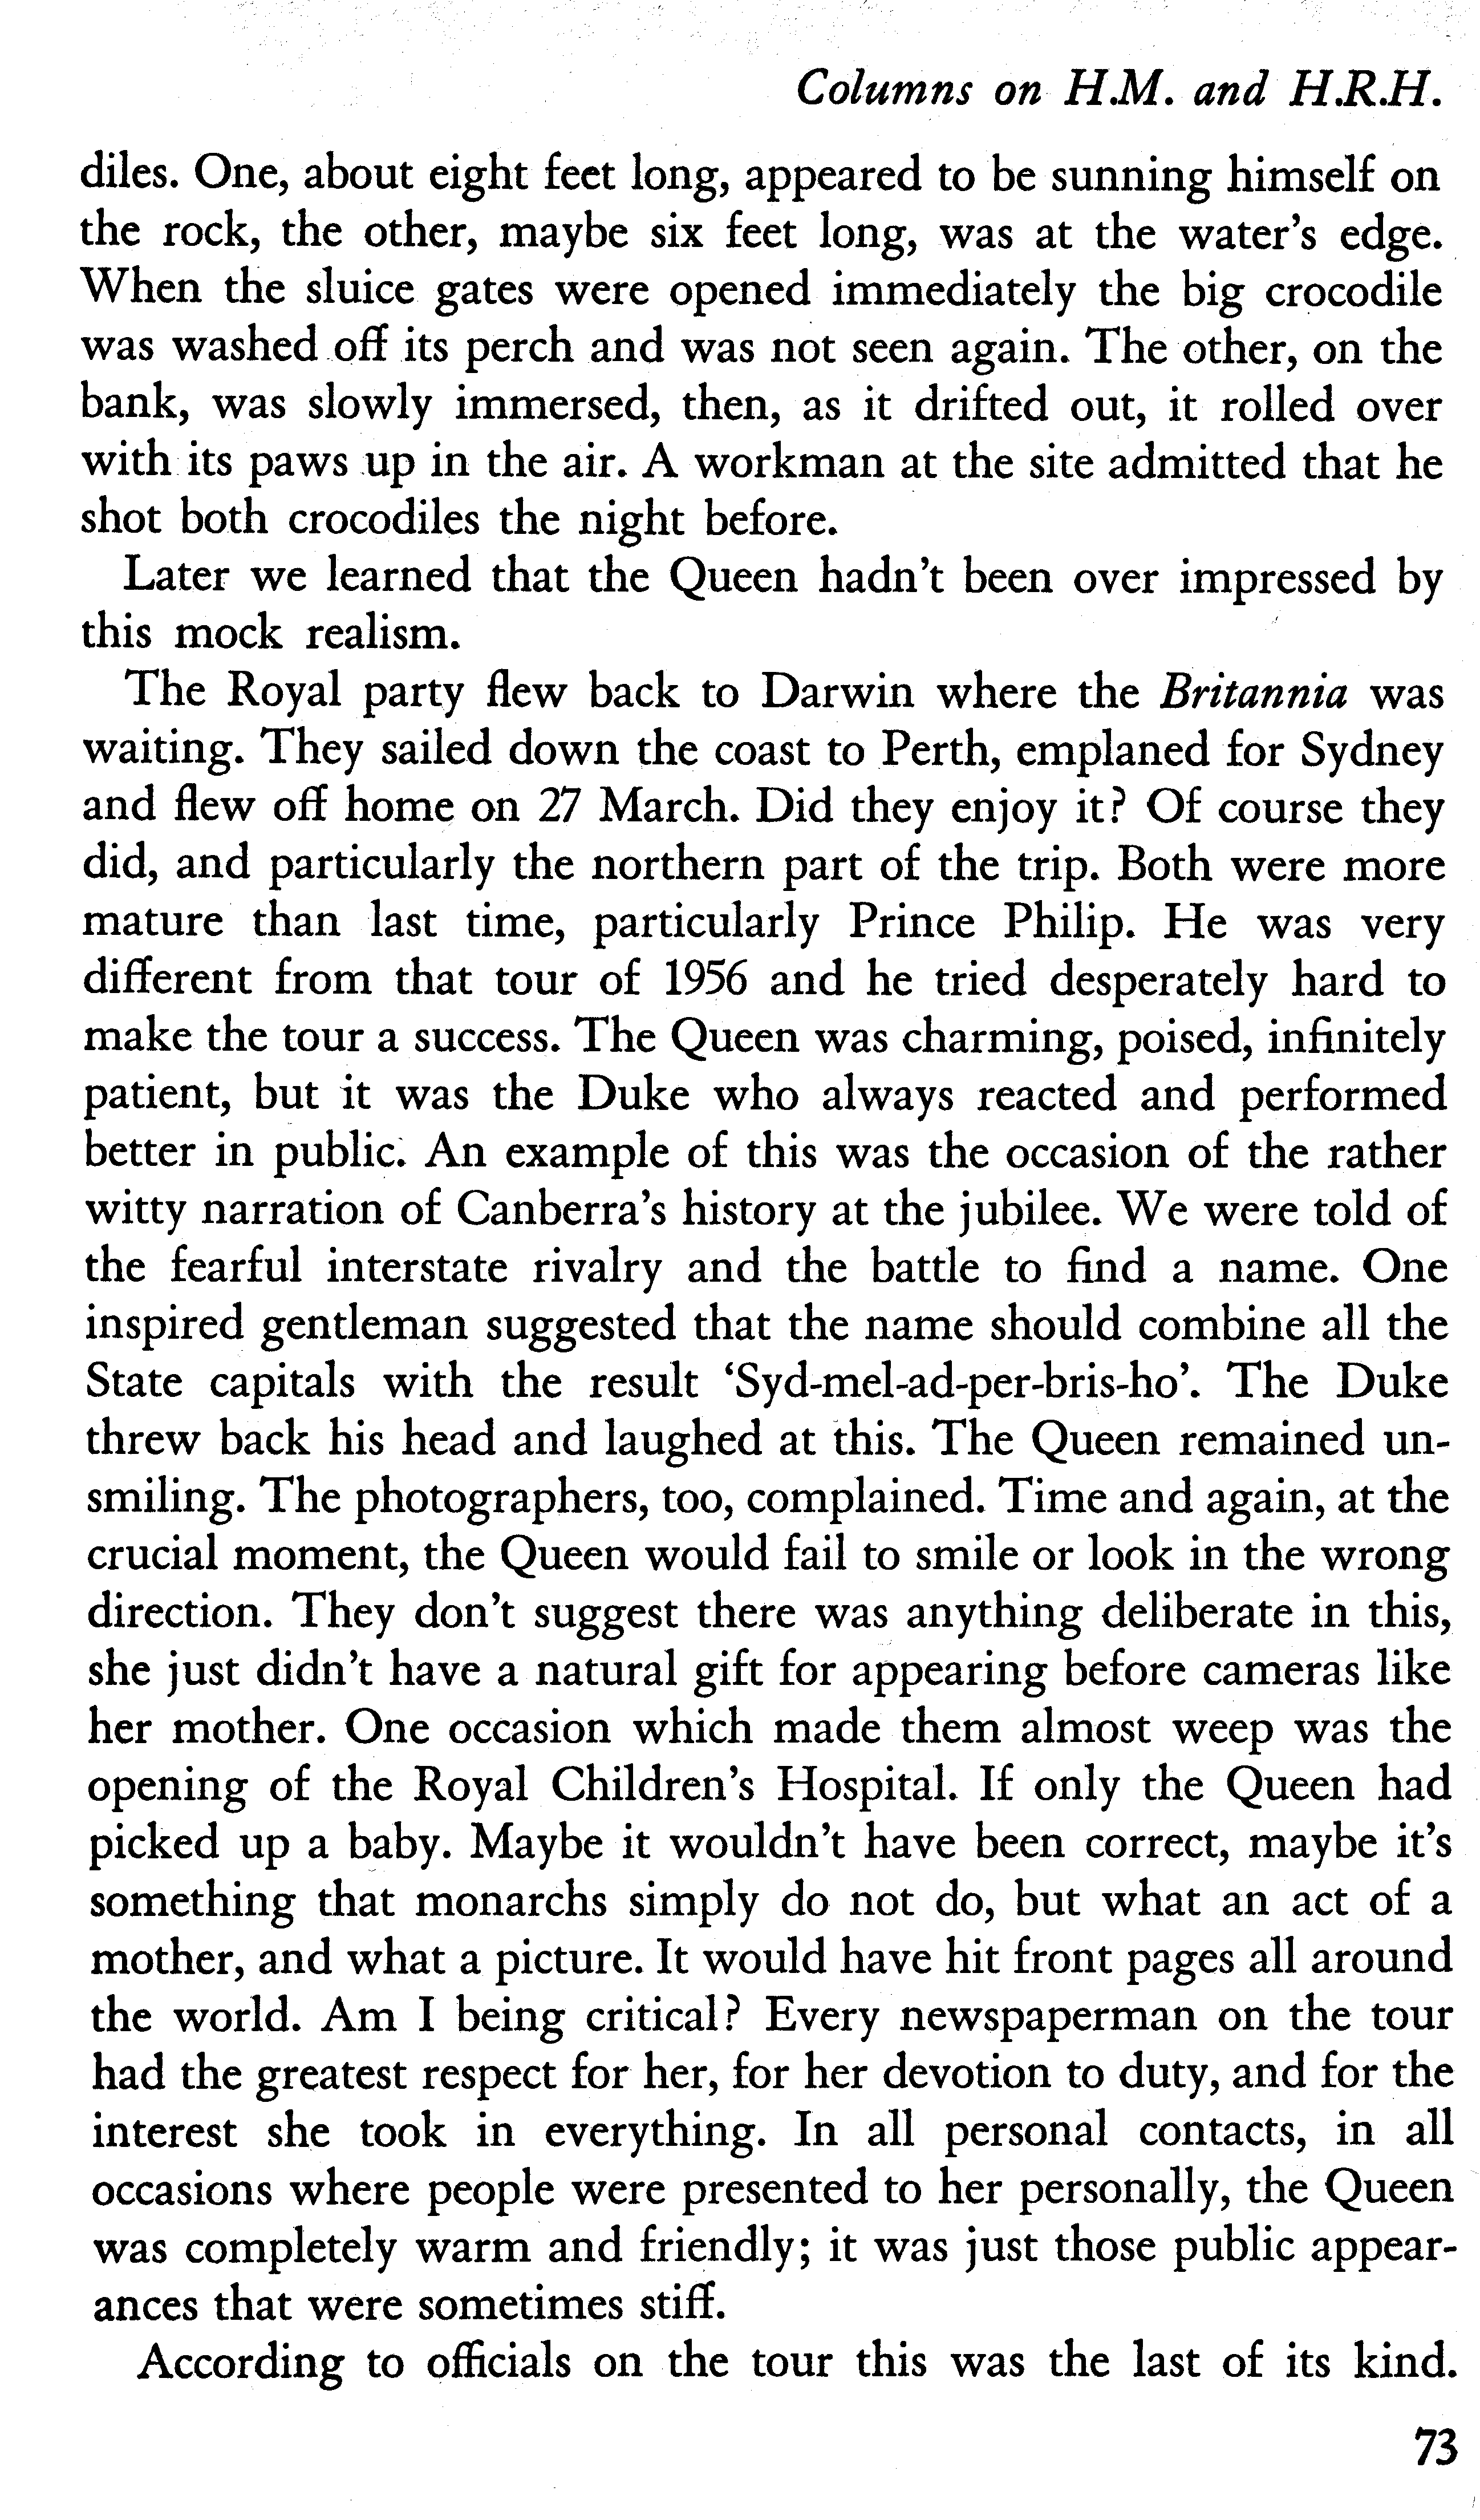 Columns on H.M. and H.R.H.
diles. One, about eight feet long, appeared to be sunning himself on
the rock, the other, maybe six feet long, was at the water's edge.
When the sluice gates were opened immediately the big crocodile
was washed off its perch and was not seen again. The other, on the
bank, was slowly immersed, then, as it drifted out, it rolled over
with its paws up in the air. A workman at the site admitted that he
shot both crocodiles the night before.
Later we learned that the Queen hadn't been over impressed by
this mock realism.
The Royal party flew back to Darwin where the Britannia was
waiting. They sailed down the coast to Perth, emplaned for Sydney
and flew off home on 27 March. Did they enjoy it? Of course they
did, and particularly the northern part of the trip. Both were more
mature than last time, particularly Prince Philip. He was very
different from that tour of 1956 and he tried desperately hard to
make the tour a success. The Queen was charming, poised, infinitely
patient, but it was the Duke who always reacted and performed
better in public. An example of this was the occasion of the rather
witty narration of Canberra's history at the jubilee. We were told of
the fearful interstate rivalry and the battle to find a name. One
inspired gentleman suggested that the name should combine all the
State capitals with the result 'Syd-mel-ad-per-bris-ho'. The Duke
threw back his head and laughed at this. The Queen remained un-
smiling. The photographers, too, complained. Time and again, at the
crucial moment, the Queen would fail to smile or look in the wrong
direction. They don't suggest there was anything deliberate in this,
she just didn't have a natural gift for appearing before cameras like
her mother. One occasion which made them almost weep was the
opening of the Royal Children's Hospital. If only the Queen had
picked up a baby. Maybe it wouldn't have been correct, maybe it's
something that monarchs simply do not do, but what an act of a
mother, and what a picture. It would have hit front pages all around
the world. Am I being critical? Every newspaperman on the tour
had the greatest respect for her, for her devotion to duty, and for the
interest she took in everything. In all personal contacts, in all
occasions where people were presented to her personally, the Queen
was completely warm and friendly; it was just those public appear-
ances that were sometimes stiff.
According to officials on the tour this was the last of its kind.
73